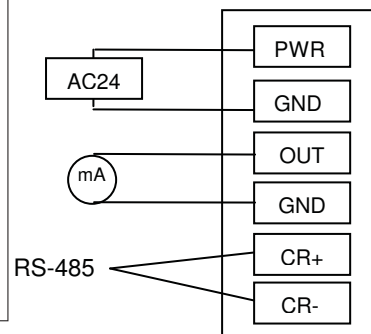 PWR
AC24
GND
OUT
mA
GND
CR+
RS-485
CR-